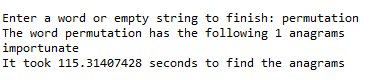 Enter a word or empty string to finish: permutation
The word permutation has the following 1 anagrams
importunate
It took 115.31407428 seconds to find the anagrams